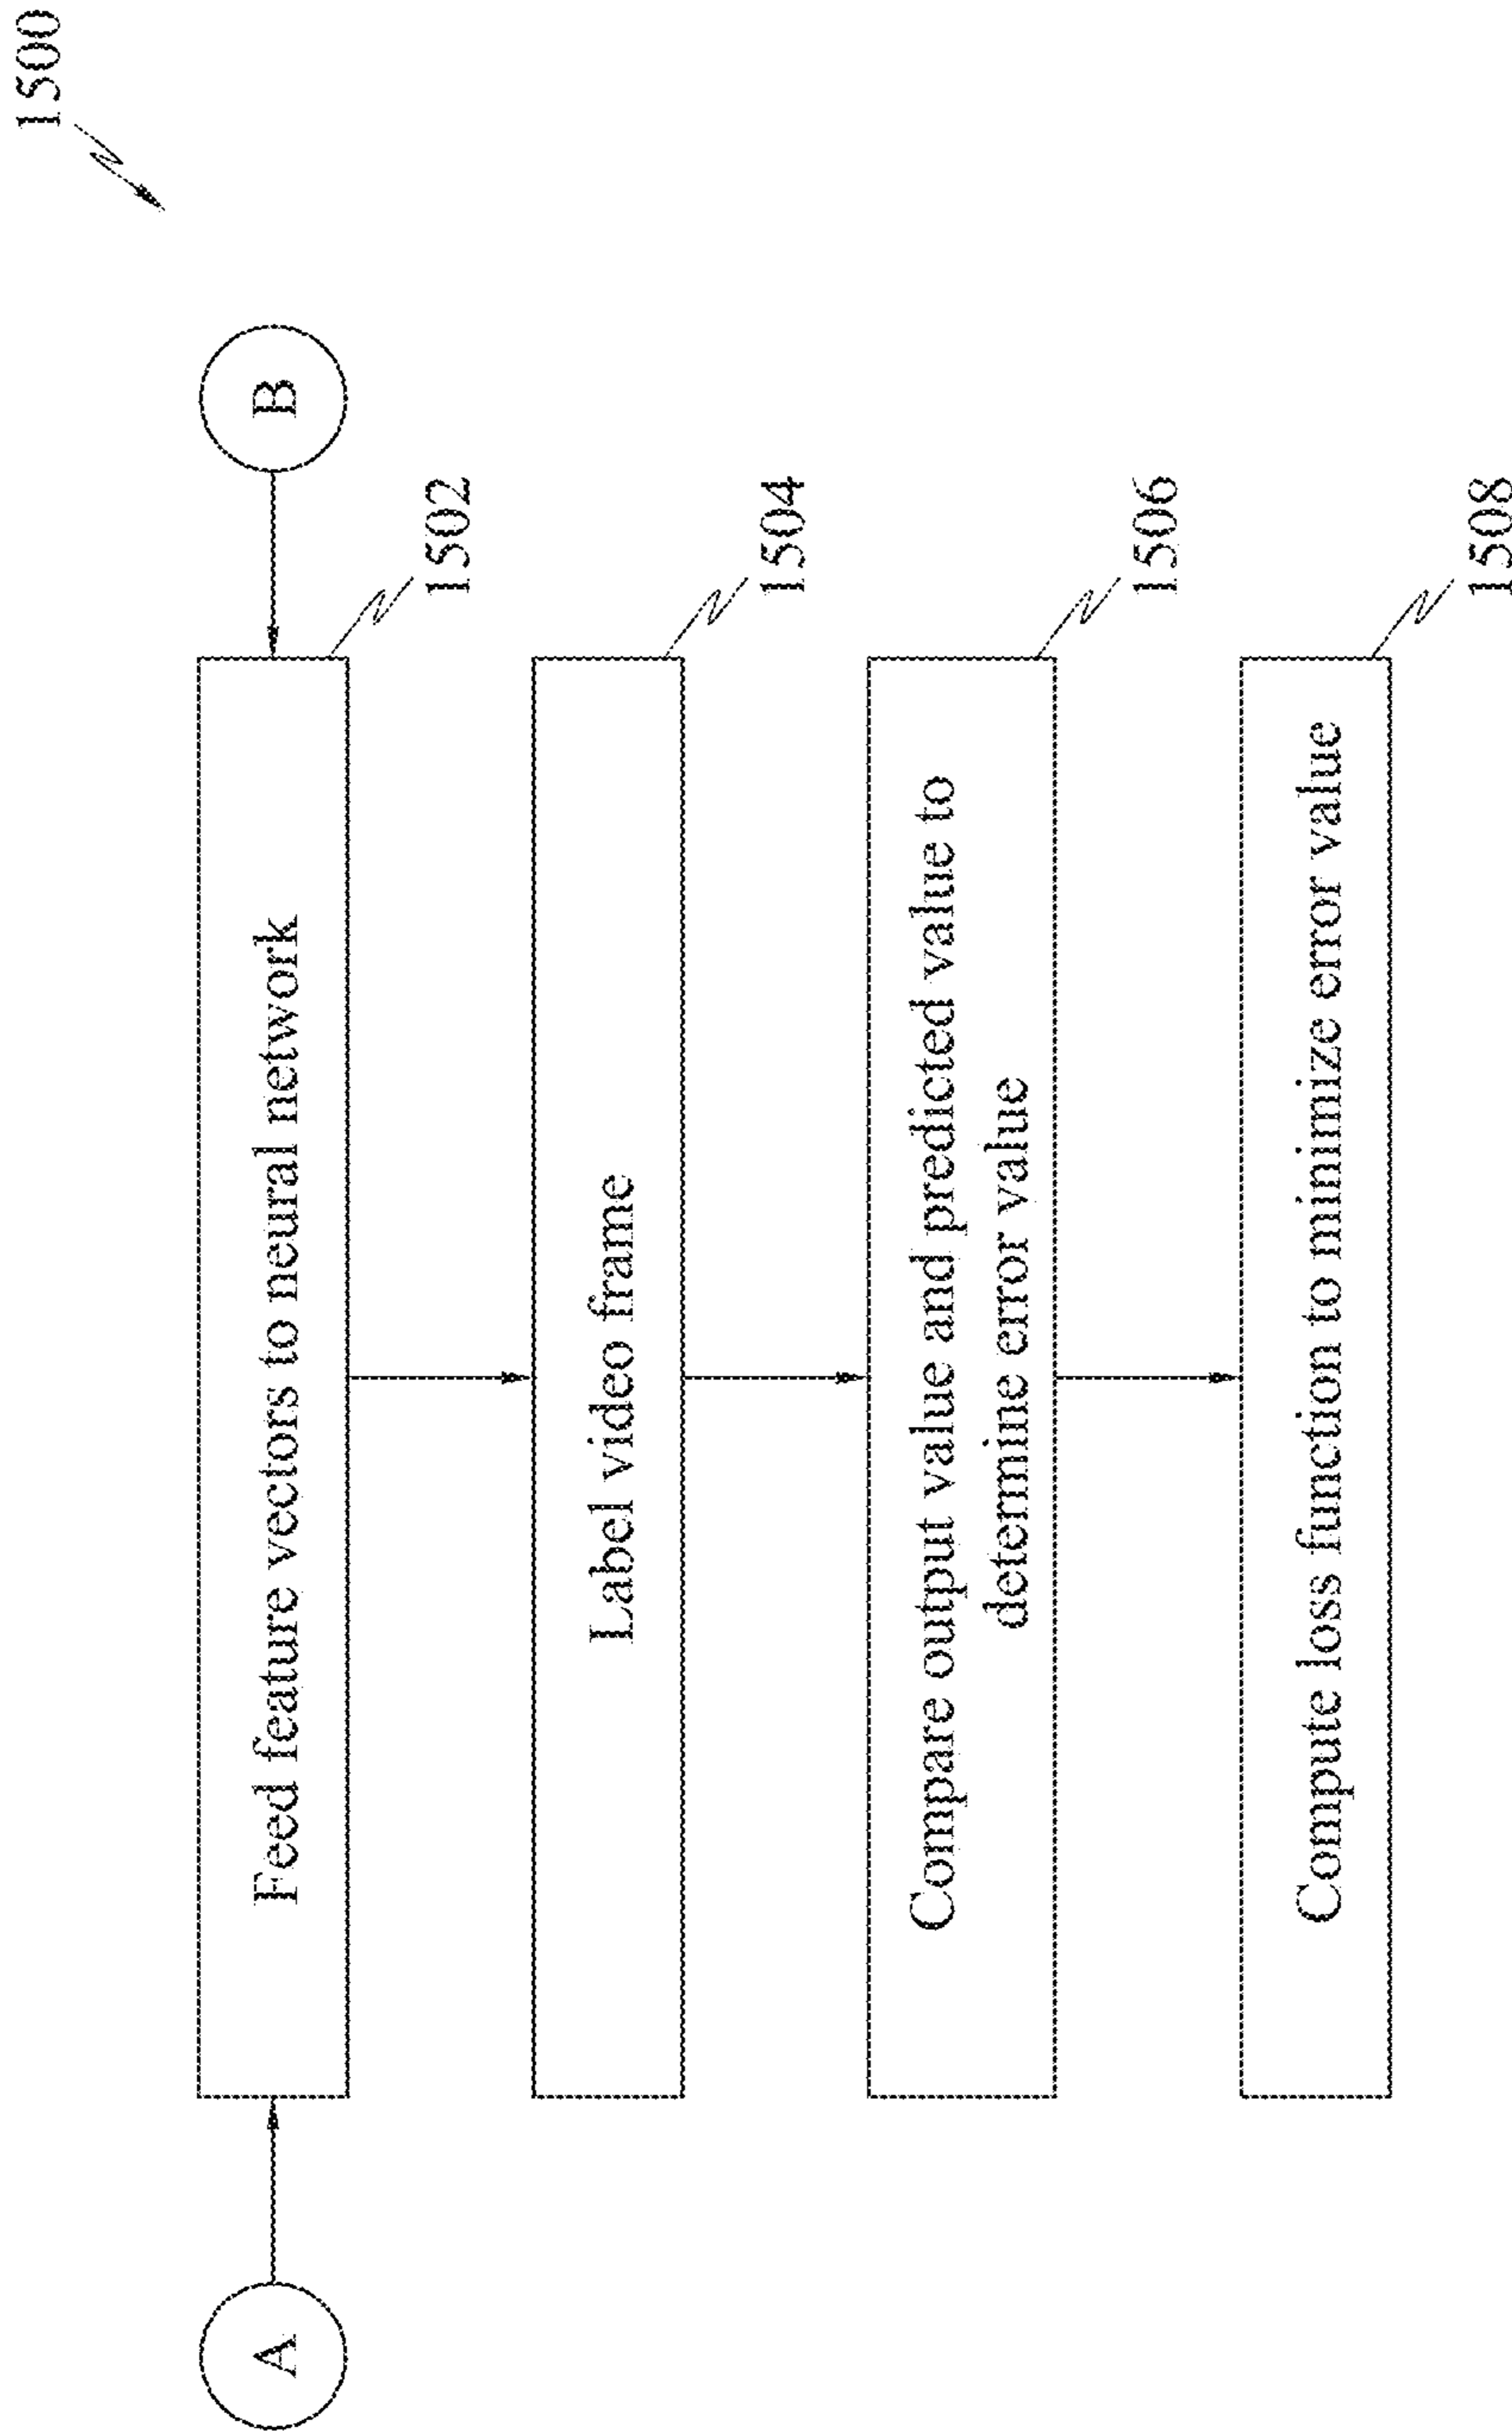 1500
A
B
Feed feature vectors to neural network
1502
Label video frame
1504
Compare output value and predicted value to
determine error value
1506
Compute loss function to minimize error value
1508